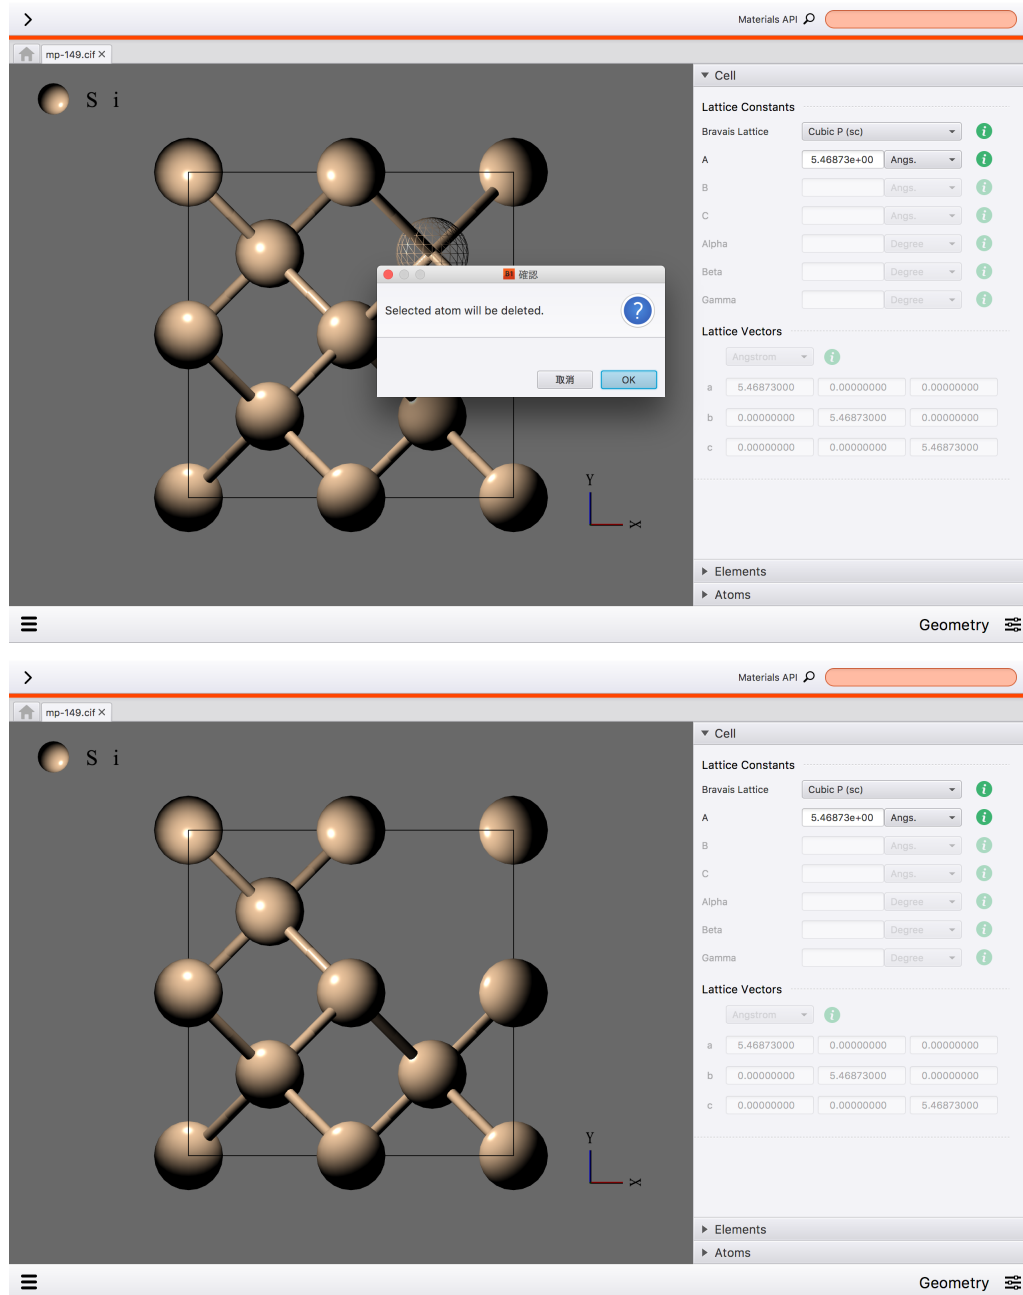 Materials API
mp-149.cif ×
S i
Cell
Lattice Constants
Bravais Lattice Cubic P (sc)
A 5.46873e+00 Angs.
B Angs.
C Angs.
Alpha Degree
Beta Degree
Gamma Degree
Lattice Vectors
Angstrom
a 5.46873000 0.00000000 0.00000000
b 0.00000000 5.46873000 0.00000000
c 0.00000000 0.00000000 5.46873000
確認
Selected atom will be deleted.
?
取消 OK
Y
X
Elements
Atoms
Geometry
Materials API
mp-149.cif ×
S i
Cell
Lattice Constants
Bravais Lattice Cubic P (sc)
A 5.46873e+00 Angs.
B Angs.
C Angs.
Alpha Degree
Beta Degree
Gamma Degree
Lattice Vectors
Angstrom
a 5.46873000 0.00000000 0.00000000
b 0.00000000 5.46873000 0.00000000
c 0.00000000 0.00000000 5.46873000
Y
X
Elements
Atoms
Geometry